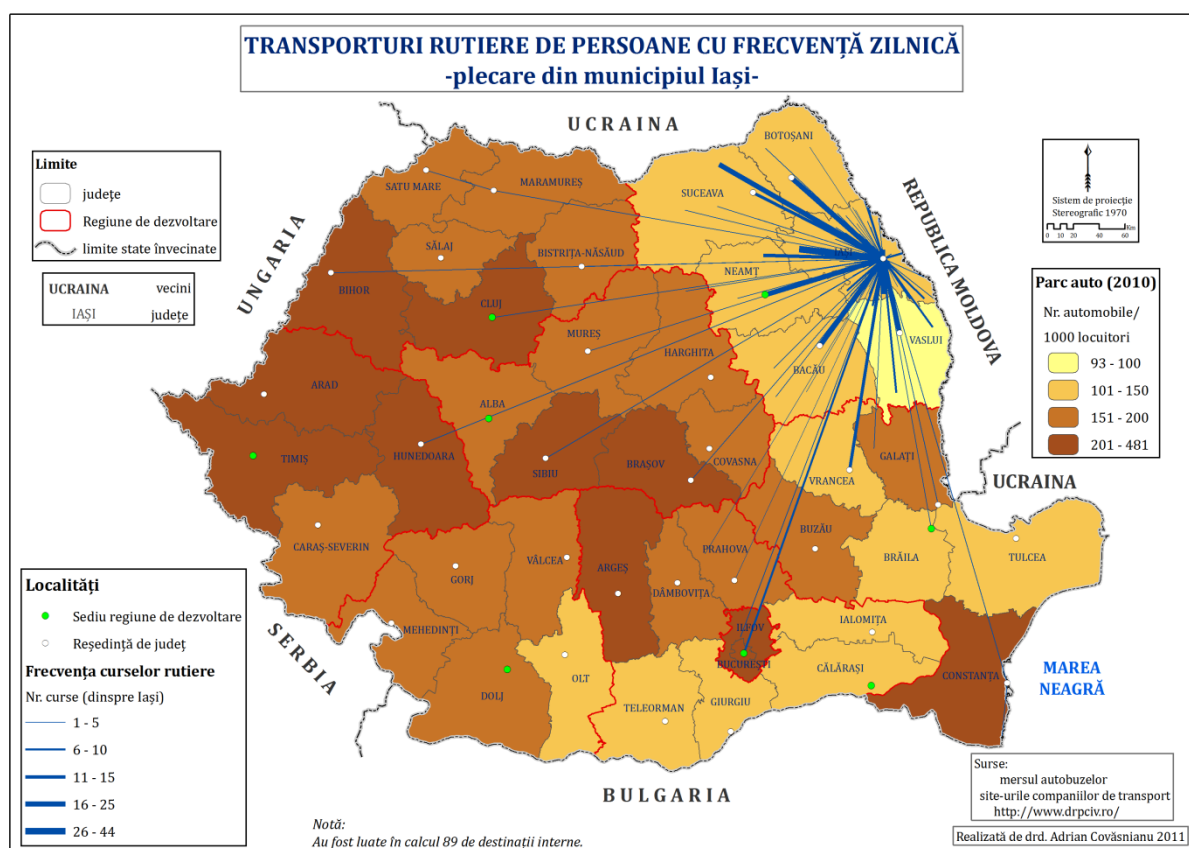 TRANSPORTURI RUTIERE DE PERSOANE CU FRECVENȚĂ ZILNICĂ
-plecare din municipiul Iași-
Limite
județe
Regiune de dezvoltare
limite state învecinate
UCRAINA vecini
IAȘI județe
UCRAINA
UNGARIA
REPUBLICA MOLDOVA
UCRAINA
SERBIA
BULGARIA
MAREA
NEAGRĂ
BOTOȘANI
SUCEAVA
SATU MARE
MARAMUREȘ
SĂLAJ
BISTRIȚA-NĂSĂUD
IAȘI
NEAMȚ
BIHOR
CLUJ
MUREȘ
HARGHITA
BACĂU
VASLUI
ARAD
ALBA
TIMIȘ
HUNEDOARA
SIBIU
BRAȘOV
COVASNA
VRANCEA
GALAȚI
CARAȘ-SEVERIN
GORJ
VÂLCEA
ARGEȘ
PRAHOVA
DÂMBOVIȚA
BUZĂU
BRĂILA
TULCEA
MEHEDINȚI
ILFOV
BUCUREȘTI
IALOMIȚA
CĂLĂRAȘI
CONSTANȚA
DOLJ
OLT
TELEORMAN
GIURGIU
Sistem de proiecție
Stereografic 1970
Km
0 10 20 40 60
Parc auto (2010)
Nr. automobile/
1000 locuitori
93 - 100
101 - 150
151 - 200
201 - 481
Localități
Sediu regiune de dezvoltare
Reședință de județ
Frecvența curselor rutiere
Nr. curse (dinspre Iași)
1 - 5
6 - 10
11 - 15
16 - 25
26 - 44
Notă:
Au fost luate în calcul 89 de destinații interne.
Surse:
mersul autobuzelor
site-urile companiilor de transport
http://www.drpciv.ro/
Realizată de drd. Adrian Covăsnianu 2011